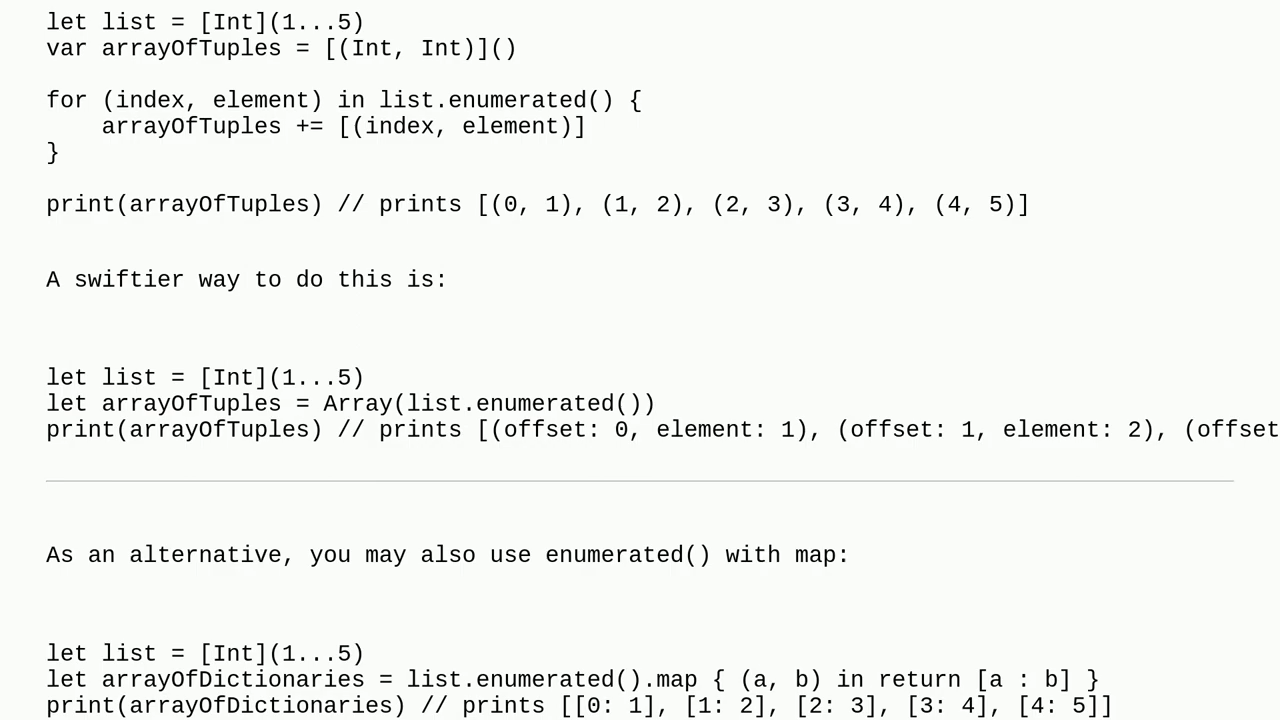 let list = [Int](1...5)
var arrayOfTuples = [(Int, Int)]()
for (index, element) in list.enumerated() {
    arrayOfTuples += [(index, element)]
}
print(arrayOfTuples) // prints [(0, 1), (1, 2), (2, 3), (3, 4), (4, 5)]
A swiftier way to do this is:
let list = [Int](1...5)
let arrayOfTuples = Array(list.enumerated())
print(arrayOfTuples) // prints [(offset: 0, element: 1), (offset: 1, element: 2), (offset
As an alternative, you may also use enumerated() with map:
let list = [Int](1...5)
let arrayOfDictionaries = list.enumerated().map { (a, b) in return [a : b] }
print(arrayOfDictionaries) // prints [[0: 1], [1: 2], [2: 3], [3: 4], [4: 5]]